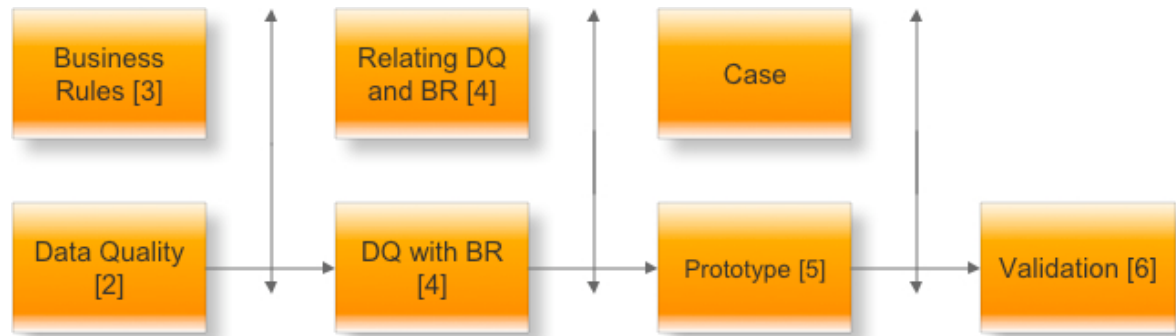 Business
Rules [3]
Relating DQ
and BR [4]
Case
Data Quality
[2]
DQ with BR
[4]
Prototype [5]
Validation [6]